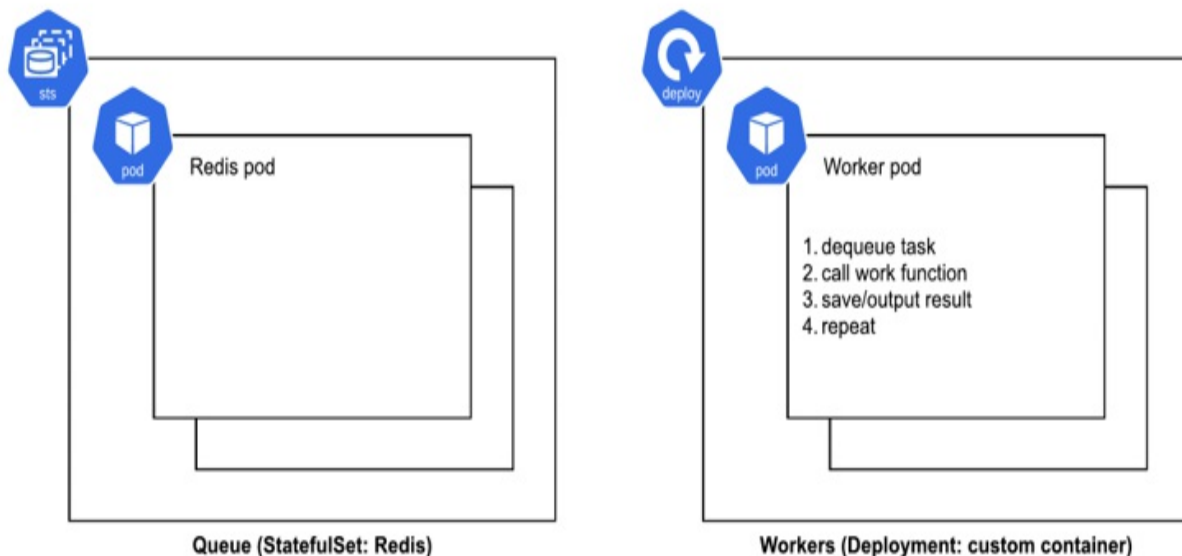 sts
pod
Redis pod
Queue (StatefulSet: Redis)
deploy
pod
Worker pod
1. dequeue task
2. call work function
3. save/output result
4. repeat
Workers (Deployment: custom container)